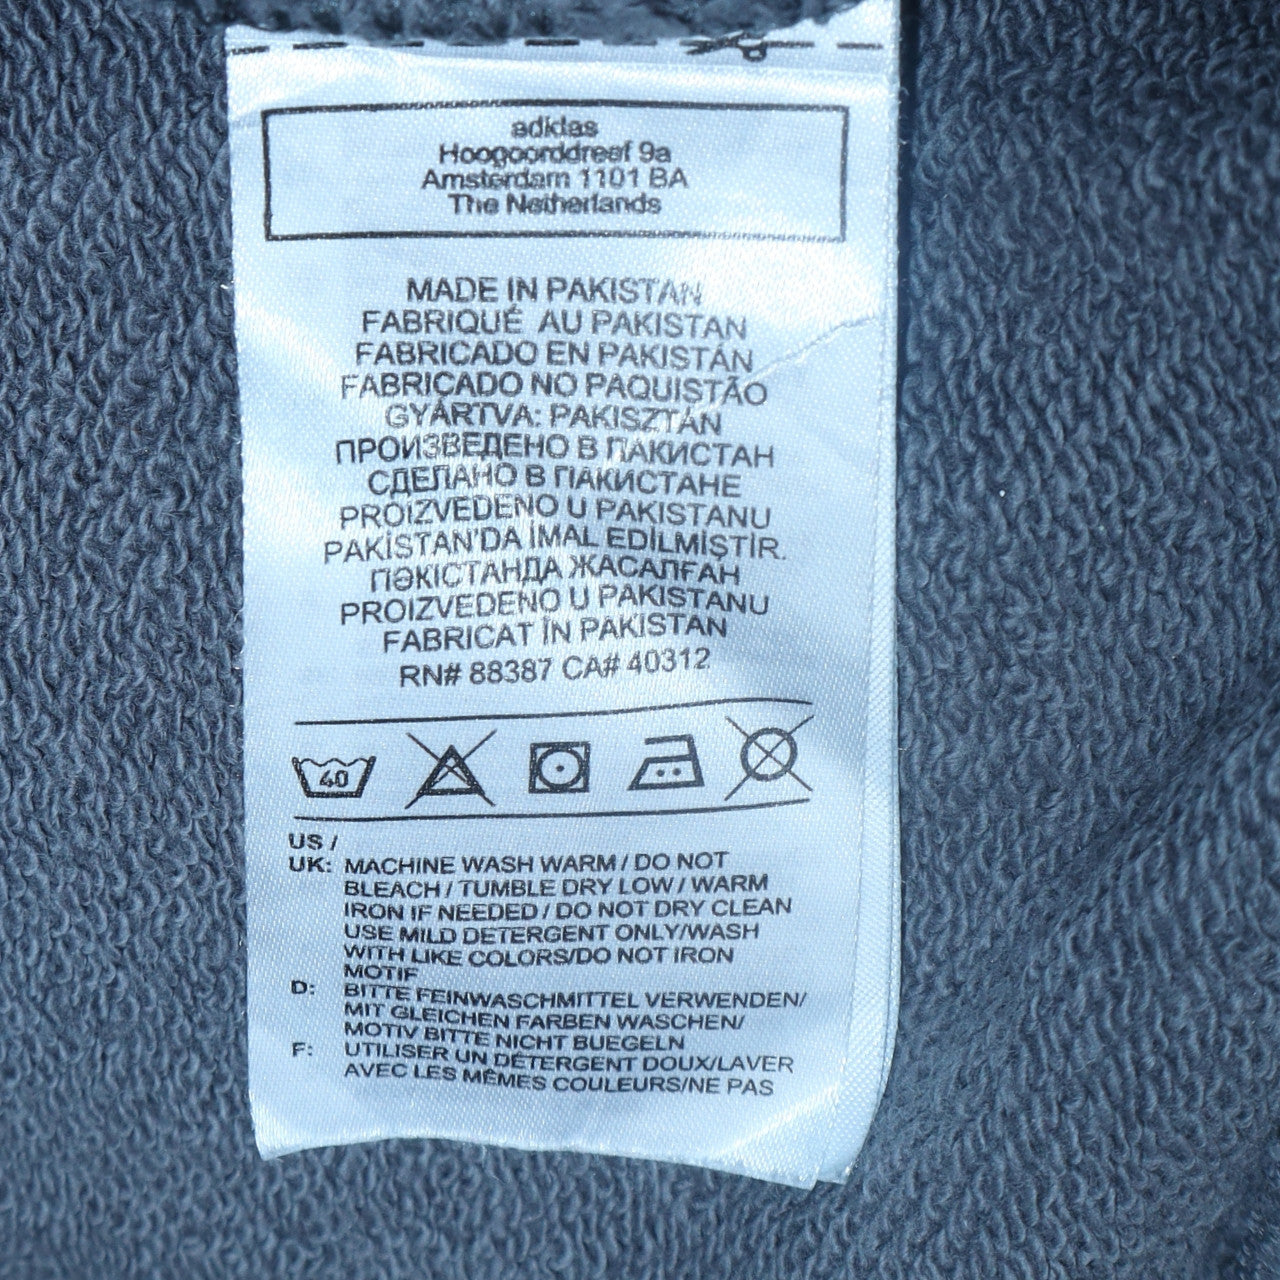 adidas
Hoogoorddreef 9a
Amsterdam 1101 BA
The Netherlands
MADE IN PAKISTAN
FABRIQUÉ AU PAKISTAN
FABRICADO EN PAKISTÁN
FABRICADO NO PAQUISTÃO
GYÁRTVA: PAKISZTÁN
ПРОИЗВЕДЕНО В ПАКИСТАН
СДЕЛАНО В ПАКИСТАНЕ
PROIZVEDENO U PAKISTANU
PAKİSTAN'DA İMAL EDİLMİŞTİR.
ПӘКІСТАНДА ЖАСАЛҒАН
PROIZVEDENO U PAKISTANU
FABRICAT ÎN PAKISTAN
RN# 88387 CA# 40312
40
US /
UK: MACHINE WASH WARM / DO NOT
BLEACH / TUMBLE DRY LOW / WARM
IRON IF NEEDED / DO NOT DRY CLEAN
USE MILD DETERGENT ONLY/WASH
WITH LIKE COLORS/DO NOT IRON
MOTIF
D: BITTE FEINWASCHMITTEL VERWENDEN/
MIT GLEICHEN FARBEN WASCHEN/
MOTIV BITTE NICHT BUEGELN
F: UTILISER UN DÉTERGENT DOUX/LAVER
AVEC LES MÊMES COULEURS/NE PAS